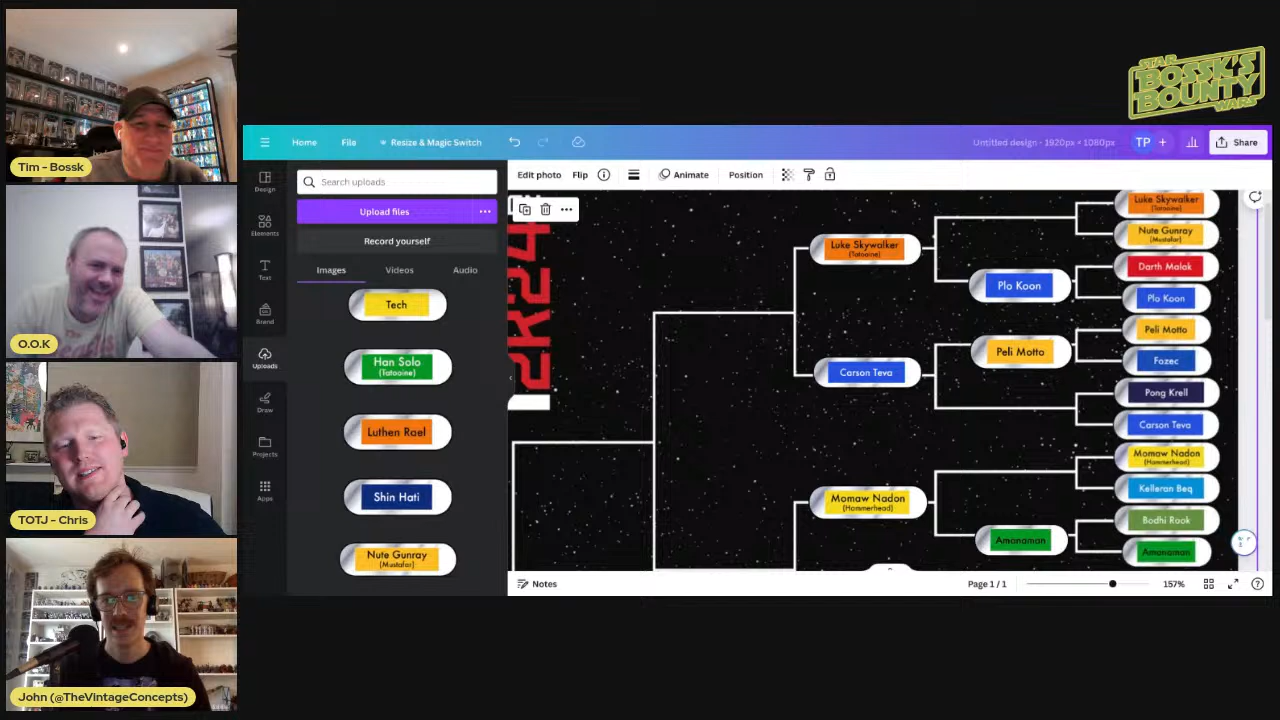 STAR
BOSSK'S
BOUNTY
WARS
Tim - Bossk
O.O.K
TOTJ - Chris
John (@TheVintageConcepts)
Home
File
Resize & Magic Switch
Untitled design - 1920px × 1080px
TP
+
Share
Design
Elements
Text
Brand
Uploads
Draw
Projects
Apps
Search uploads
Upload files
Record yourself
Images
Videos
Audio
Tech
Han Solo
(Tatooine)
Luthen Rael
Shin Hati
Nute Gunray
(Mustafar)
Edit photo
Flip
Animate
Position
Luke Skywalker
(Tatooine)
Carson Teva
Momaw Nadon
(Hammerhead)
Plo Koon
Peli Motto
Amanaman
Luke Skywalker
(Tatooine)
Nute Gunray
(Mustafar)
Darth Malak
Plo Koon
Peli Motto
Fozec
Pong Krell
Carson Teva
Momaw Nadon
(Hammerhead)
Kelleran Beq
Bodhi Rook
Amanaman
Notes
Page 1 / 1
157%